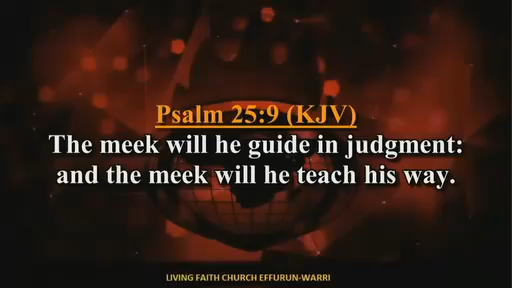 Psalm 25:9 (KJV)
The meek will he guide in judgment:
and the meek will he teach his way.
LIVING FAITH CHURCH EFFURUN-WARRI